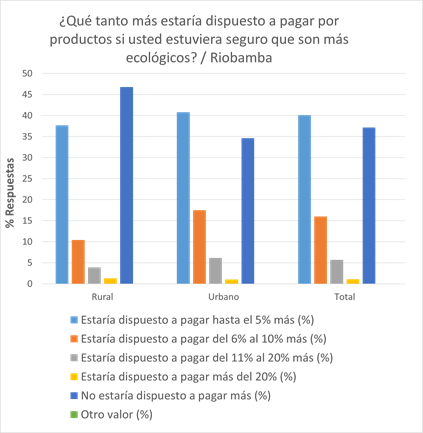 ¿Qué tanto más estaría dispuesto a pagar por
productos si usted estuviera seguro que son más
ecológicos? / Riobamba
% Respuestas
50
45
40
35
30
25
20
15
10
5
0
Rural Urbano Total
Estaría dispuesto a pagar hasta el 5% más (%)
Estaría dispuesto a pagar del 6% al 10% más (%)
Estaría dispuesto a pagar del 11% al 20% más (%)
Estaría dispuesto a pagar más del 20% (%)
No estaría dispuesto a pagar más (%)
Otro valor (%)